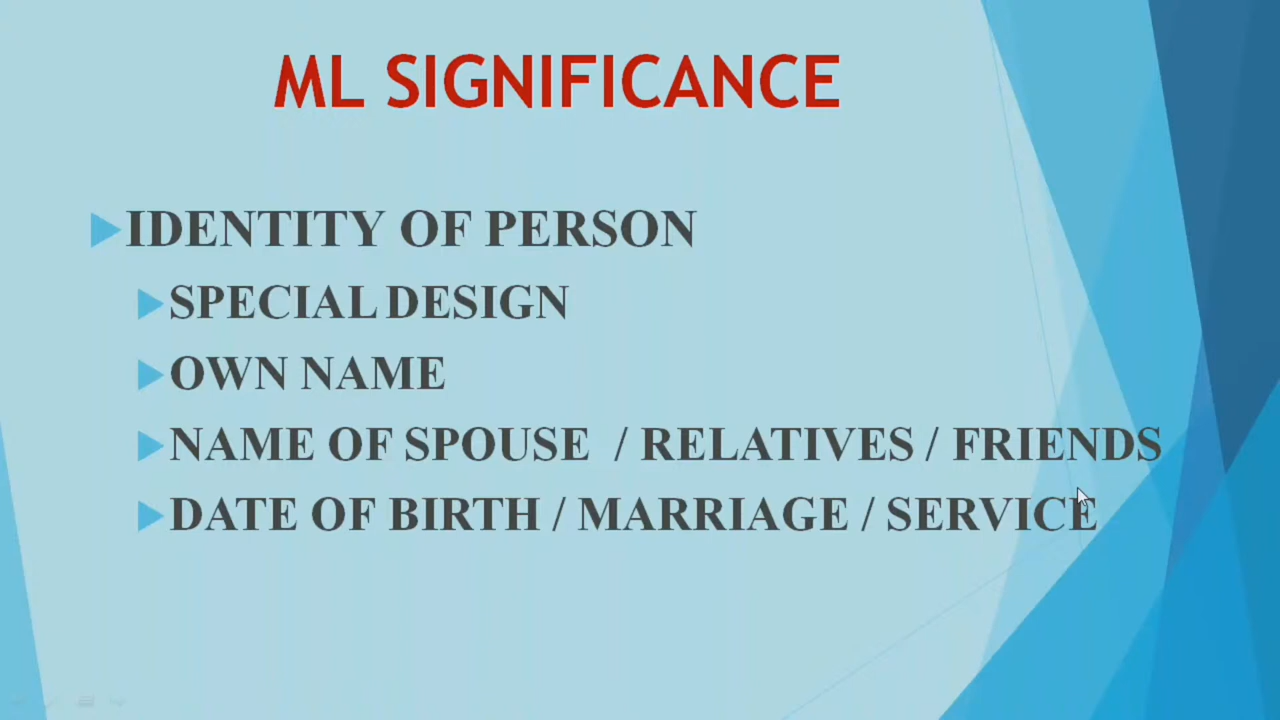 ML SIGNIFICANCE
IDENTITY OF PERSON
SPECIAL DESIGN
OWN NAME
NAME OF SPOUSE / RELATIVES / FRIENDS
DATE OF BIRTH / MARRIAGE / SERVICE